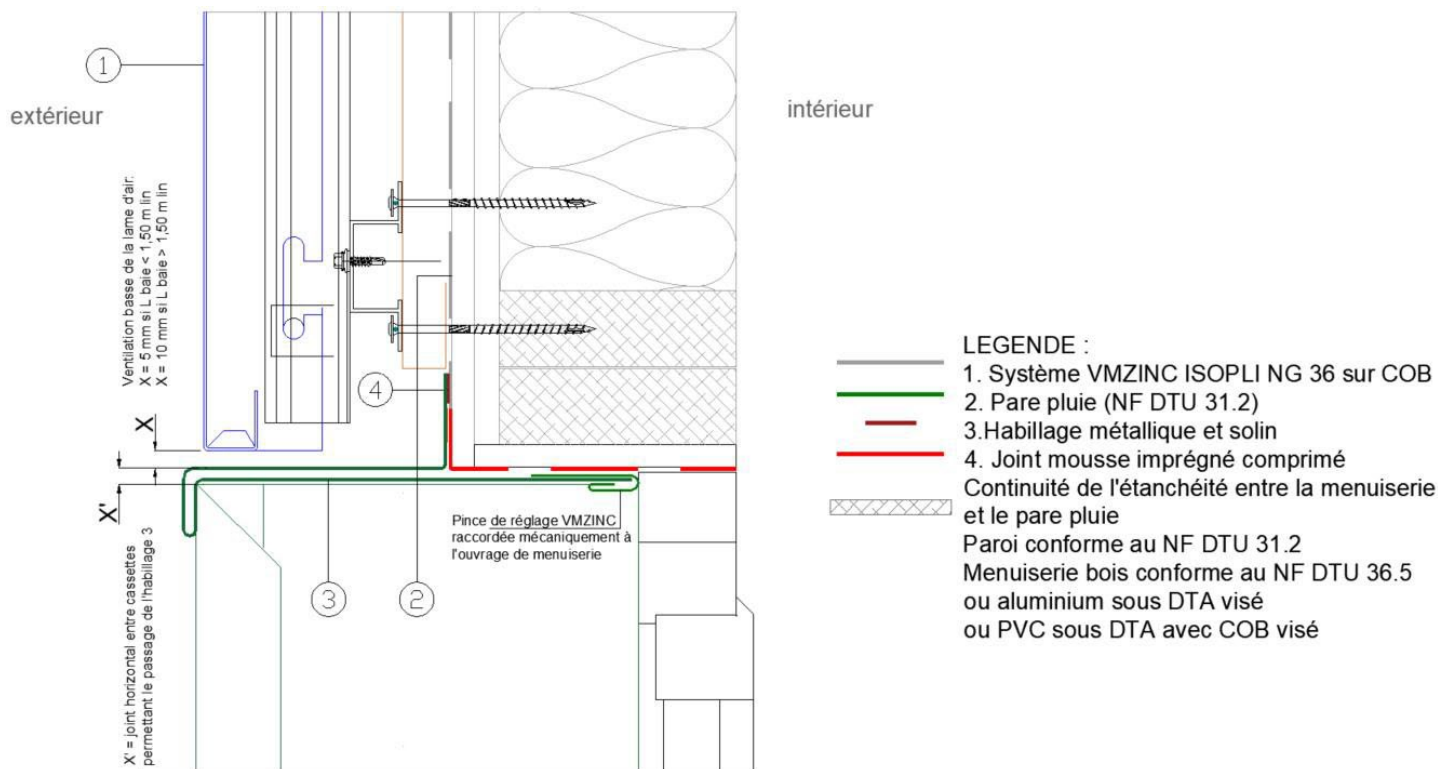 1
extérieur
intérieur
Ventilation basse de la lame d'air:
X = 5 mm si L baie < 1,50 m lin
X = 10 mm si L baie > 1,50 m lin
4
X
X'
X' = joint horizontal entre cassettes
permettant le passage de l'habillage 3
Pince de réglage VMZINC
raccordée mécaniquement à
l'ouvrage de menuiserie
3
2
LEGENDE :
1. Système VMZINC ISOPLI NG 36 sur COB
2. Pare pluie (NF DTU 31.2)
3.Habillage métallique et solin
4. Joint mousse imprégné comprimé
Continuité de l'étanchéité entre la menuiserie
et le pare pluie
Paroi conforme au NF DTU 31.2
Menuiserie bois conforme au NF DTU 36.5
ou aluminium sous DTA visé
ou PVC sous DTA avec COB visé